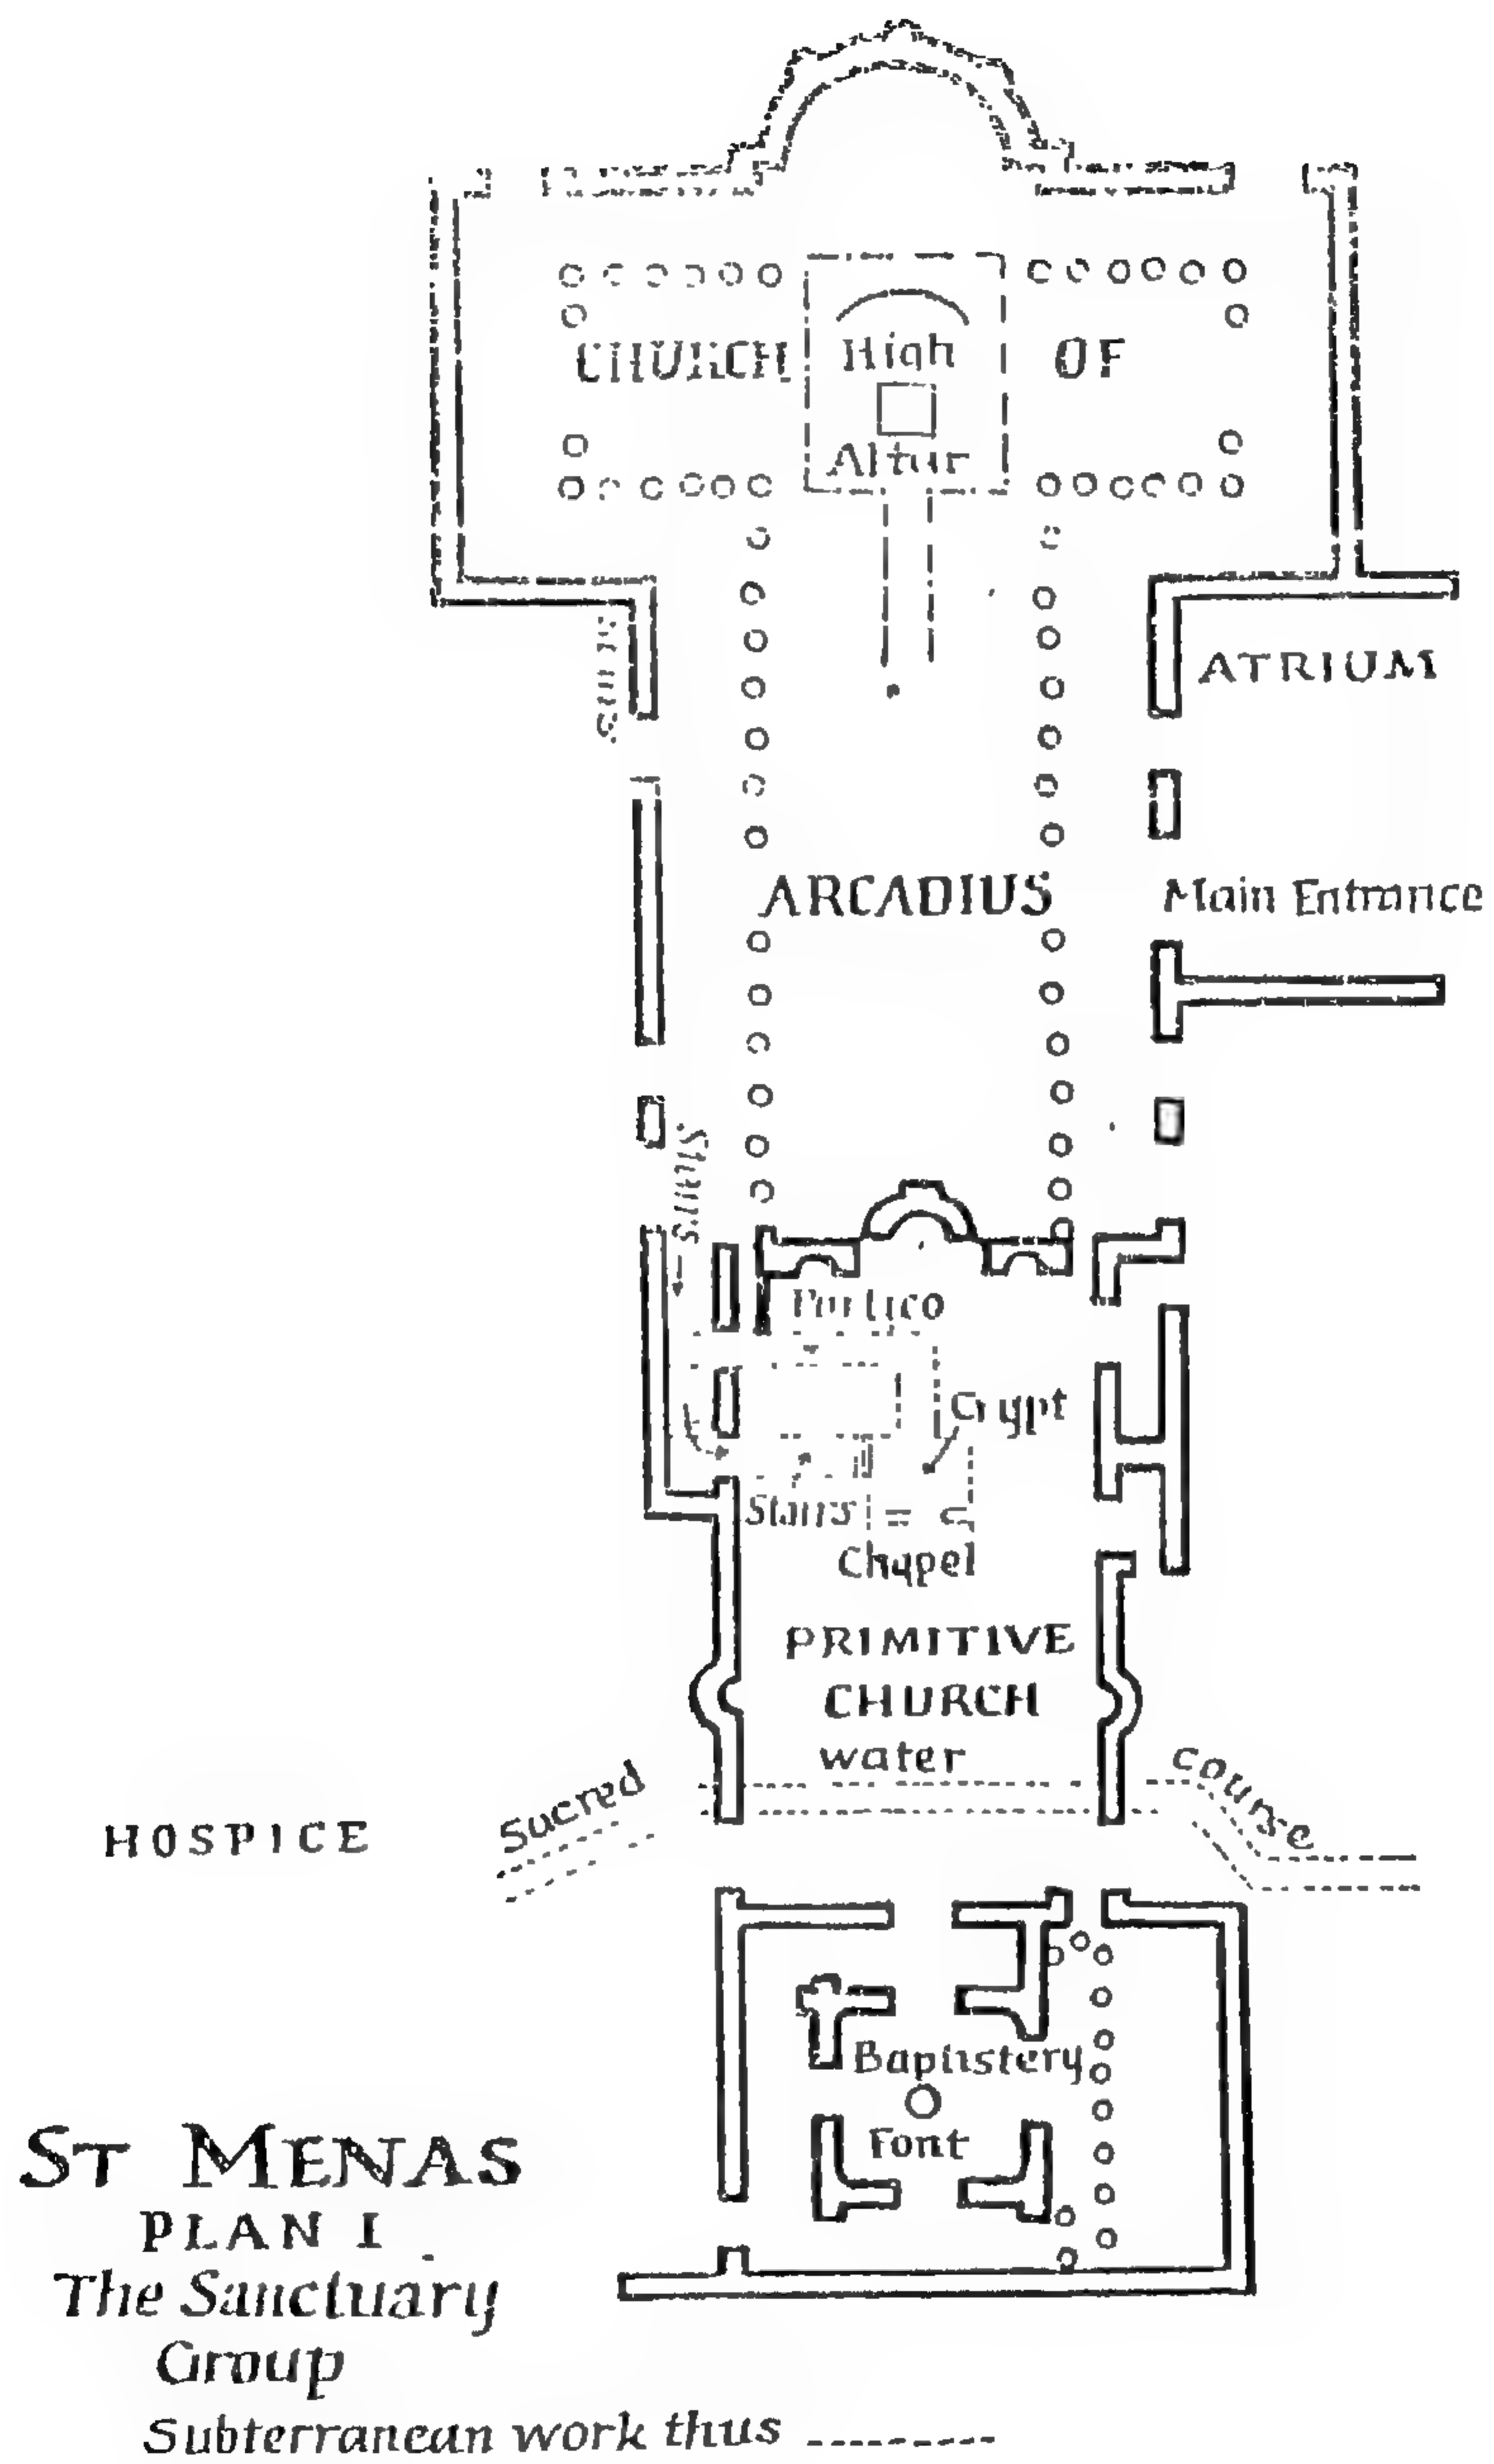 CHURCH
OF
High
Altar
Stairs
ATRIUM
ARCADIUS
Main Entrance
Stairs
Portico
Crypt
Stairs
Chapel
PRIMITIVE
CHURCH
water
Sacred
course
HOSPICE
Baptistery
Font
ST MENAS
PLAN I
The Sanctuary
Group
Subterranean work thus ---------